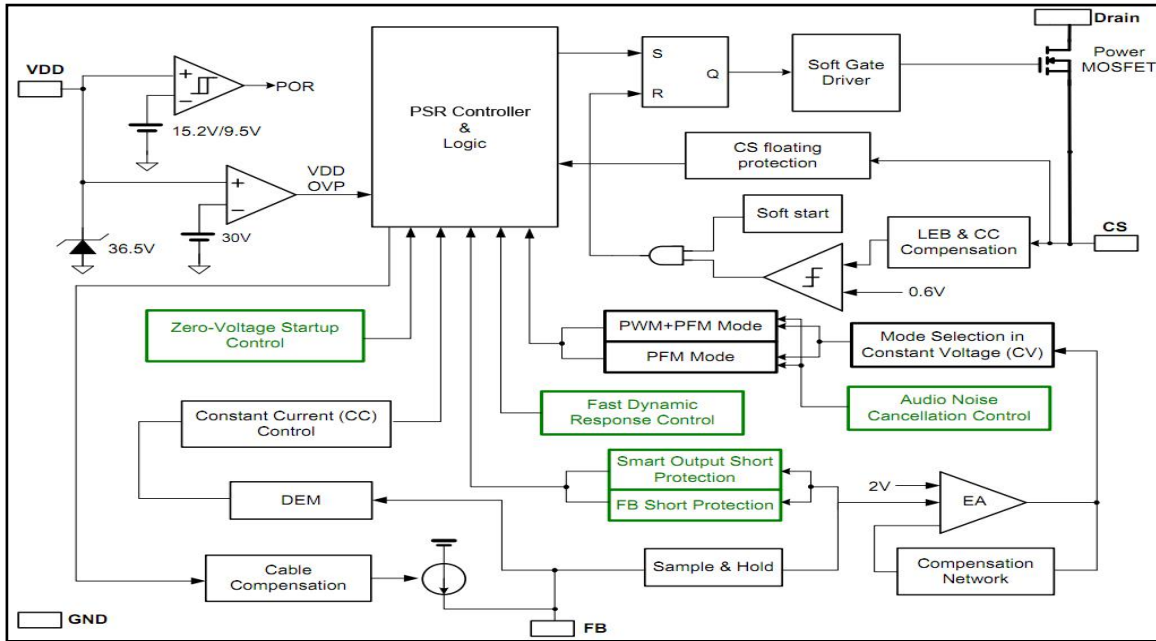 Drain
VDD
POR
15.2V/9.5V
VDD
OVP
30V
36.5V
PSR Controller
&
Logic
S
R
Q
Soft Gate
Driver
Power
MOSFET
CS floating
protection
Soft start
LEB & CC
Compensation
CS
0.6V
Zero-Voltage Startup
Control
PWM+PFM Mode
PFM Mode
Mode Selection in
Constant Voltage (CV)
Constant Current (CC)
Control
Fast Dynamic
Response Control
Audio Noise
Cancellation Control
Smart Output Short
Protection
FB Short Protection
DEM
2V
EA
Cable
Compensation
Sample & Hold
Compensation
Network
GND
FB